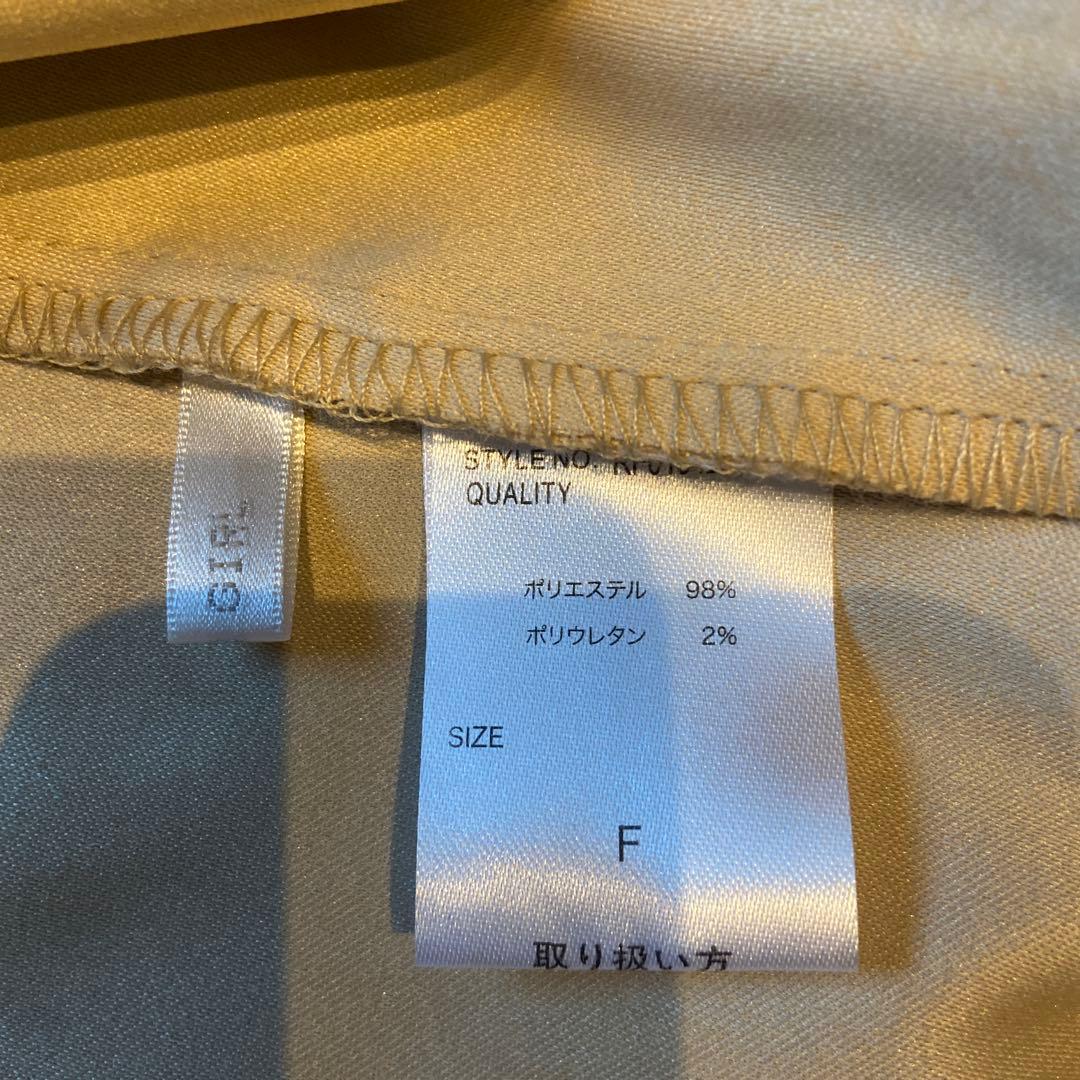 GIRL
STYLE NO.
QUALITY
ポリエステル 98%
ポリウレタン 2%
SIZE
F
取り扱い方